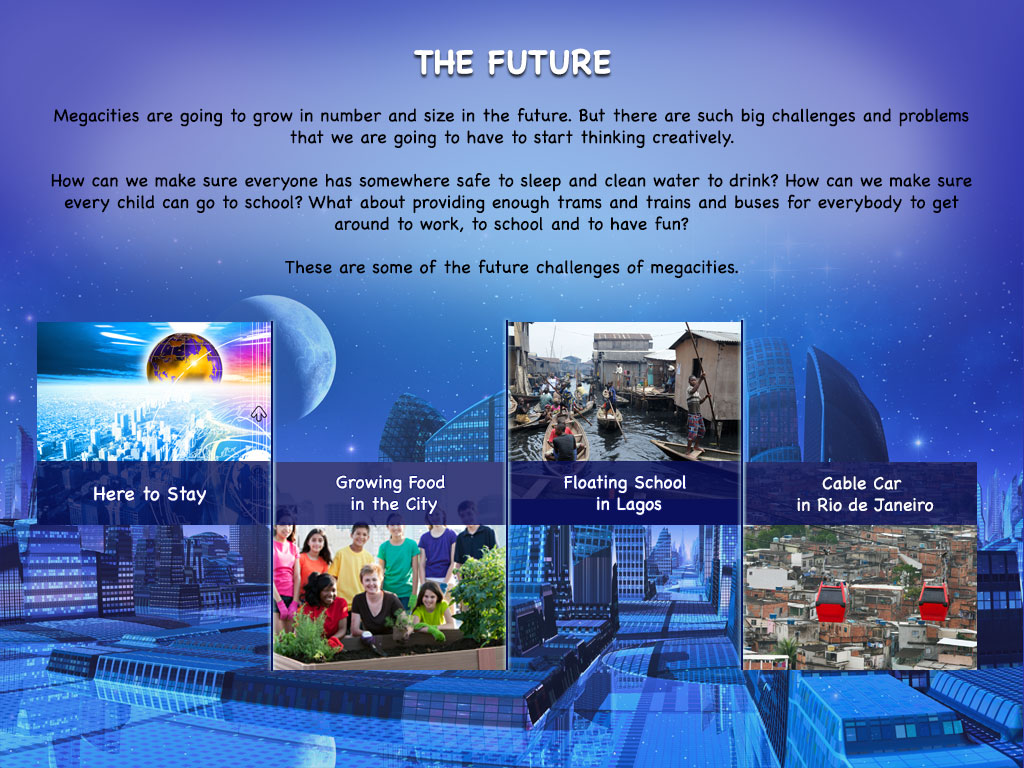 THE FUTURE
Megacities are going to grow in number and size in the future. But there are such big challenges and problems
that we are going to have to start thinking creatively.
How can we make sure everyone has somewhere safe to sleep and clean water to drink? How can we make sure
every child can go to school? What about providing enough trams and trains and buses for everybody to get
around to work, to school and to have fun?
These are some of the future challenges of megacities.
Here to Stay
Growing Food
in the City
Floating School
in Lagos
Cable Car
in Rio de Janeiro